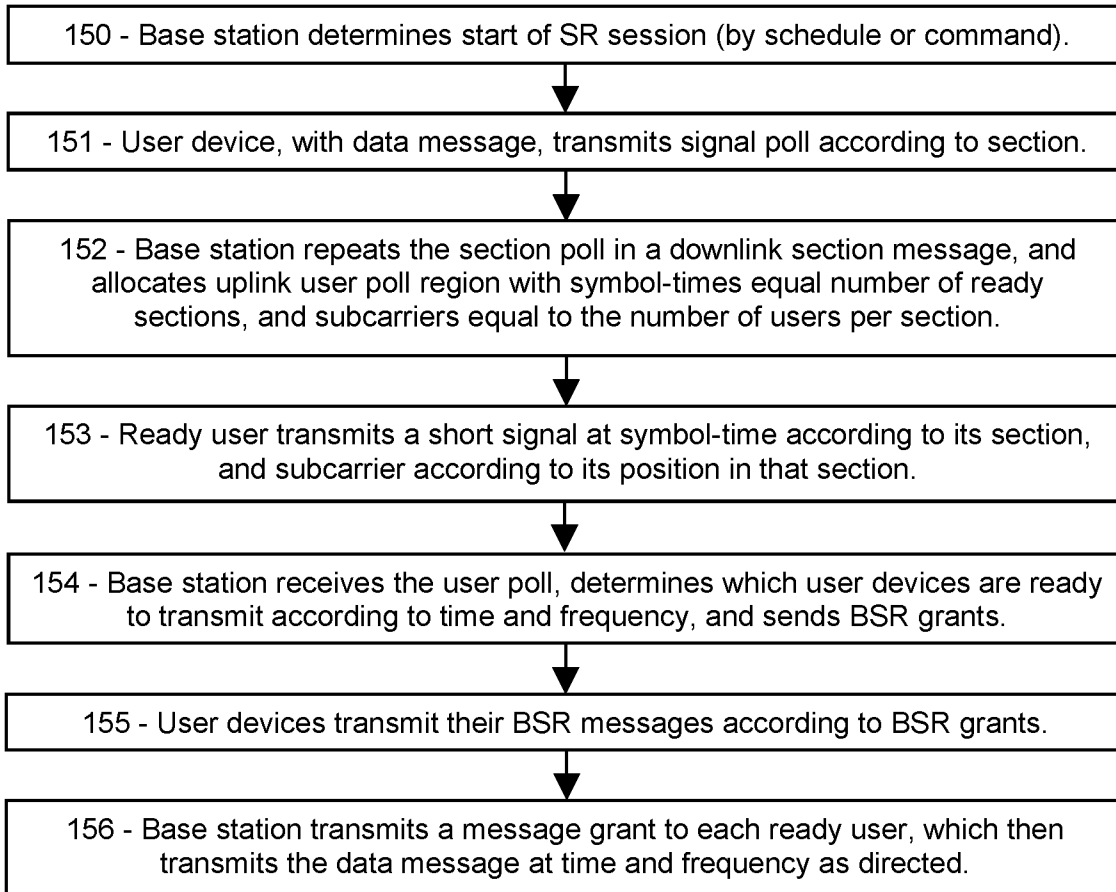 150 - Base station determines start of SR session (by schedule or command).
151 - User device, with data message, transmits signal poll according to section.
152 - Base station repeats the section poll in a downlink section message, and
allocates uplink user poll region with symbol-times equal number of ready
sections, and subcarriers equal to the number of users per section.
153 - Ready user transmits a short signal at symbol-time according to its section,
and subcarrier according to its position in that section.
154 - Base station receives the user poll, determines which user devices are ready
to transmit according to time and frequency, and sends BSR grants.
155 - User devices transmit their BSR messages according to BSR grants.
156 - Base station transmits a message grant to each ready user, which then
transmits the data message at time and frequency as directed.